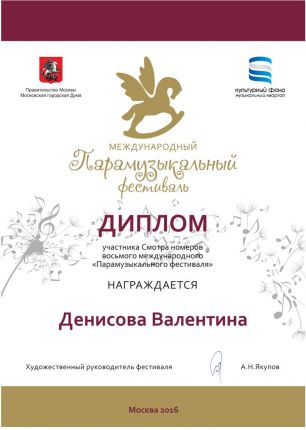 Правительство Москвы
Московская городская Дума
культурный фонд
музыкальный квартал
МЕЖДУНАРОДНЫЙ
Парамузыкальный
фестиваль
ДИПЛОМ
участника Смотра номеров
восьмого международного
«Парамузыкального фестиваля»
НАГРАЖДАЕТСЯ
Денисова Валентина
Художественный руководитель фестиваля
А.Н.Якупов
Москва 2016